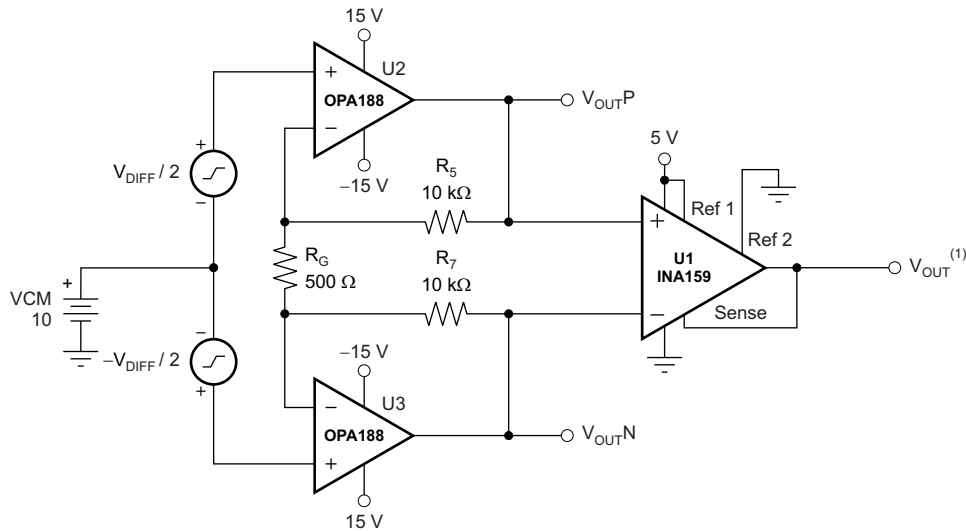 15 V
U2
+
OPA188
−
−15 V
V_OUT P
+
V_DIFF / 2
−
R_5
10 kΩ
5 V
Ref 1
Ref 2
+
U1
INA159
−
Sense
V_OUT (1)
R_G
500 Ω
R_7
10 kΩ
+
VCM
10
−
−V_DIFF / 2
+
−15 V
U3
−
OPA188
+
15 V
V_OUT N